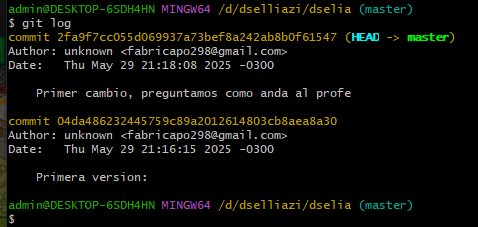 admin@DESKTOP-6SDH4HN MINGW64 /d/dselliazi/dselia (master)
$ git log
commit 2fa9f7cc055d069937a73bef8a242ab8b0f61547 (HEAD -> master)
Author: unknown <fabricapo298@gmail.com>
Date:   Thu May 29 21:18:08 2025 -0300

    Primer cambio, preguntamos como anda al profe

commit 04da486232445759c89a2012614803cb8aea8a30
Author: unknown <fabricapo298@gmail.com>
Date:   Thu May 29 21:16:15 2025 -0300

    Primera version:

admin@DESKTOP-6SDH4HN MINGW64 /d/dselliazi/dselia (master)
$